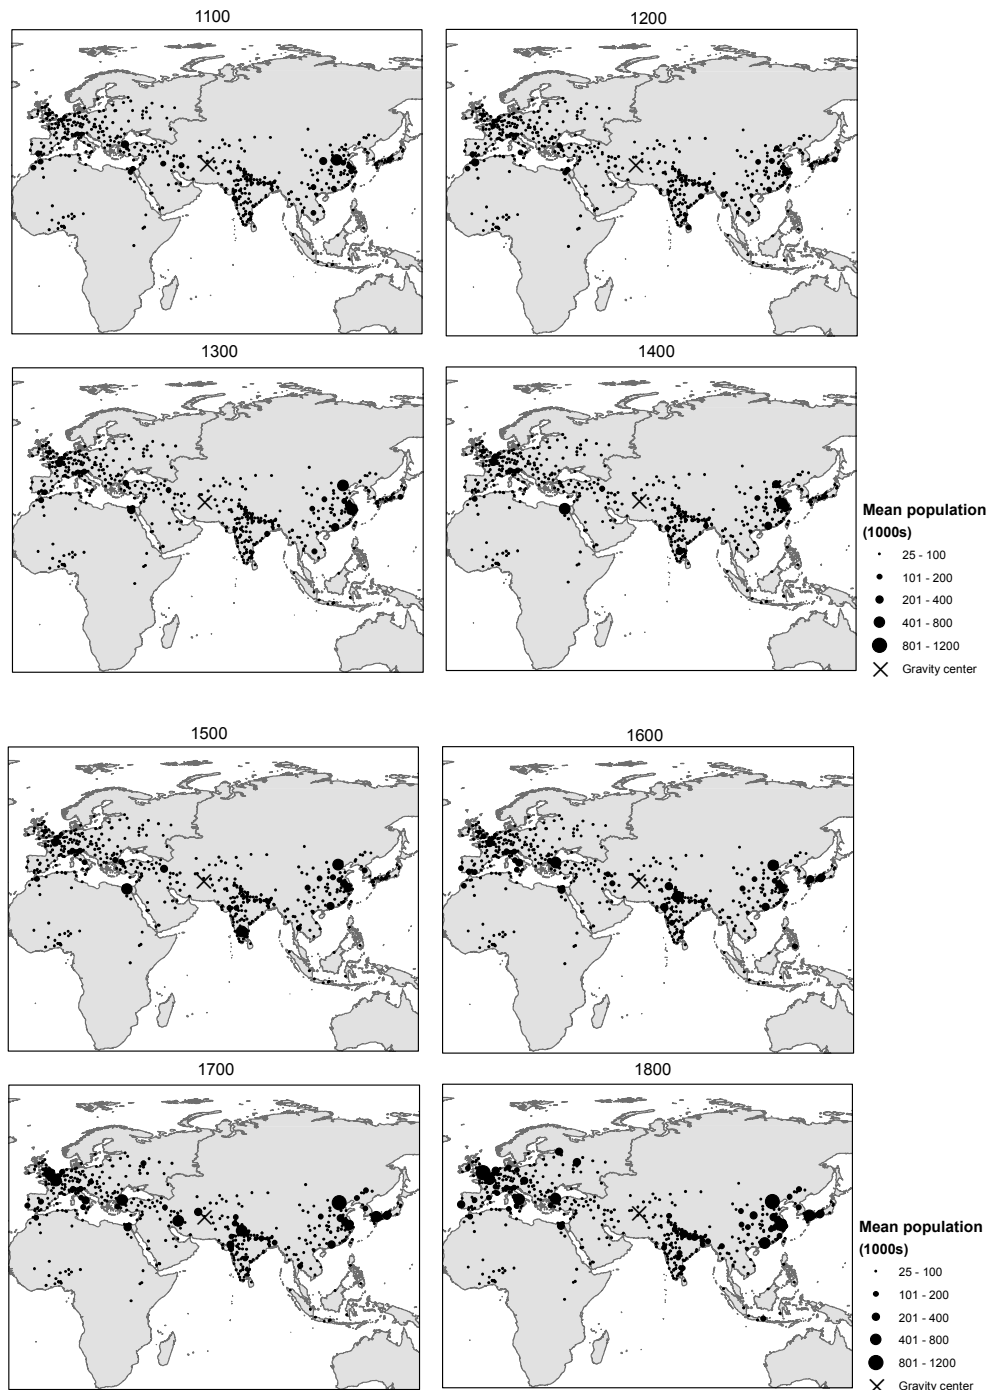 1100
1200
1300
1400
Mean population
(1000s)
25 - 100
101 - 200
201 - 400
401 - 800
801 - 1200
Gravity center
1500
1600
1700
1800
Mean population
(1000s)
25 - 100
101 - 200
201 - 400
401 - 800
801 - 1200
Gravity center